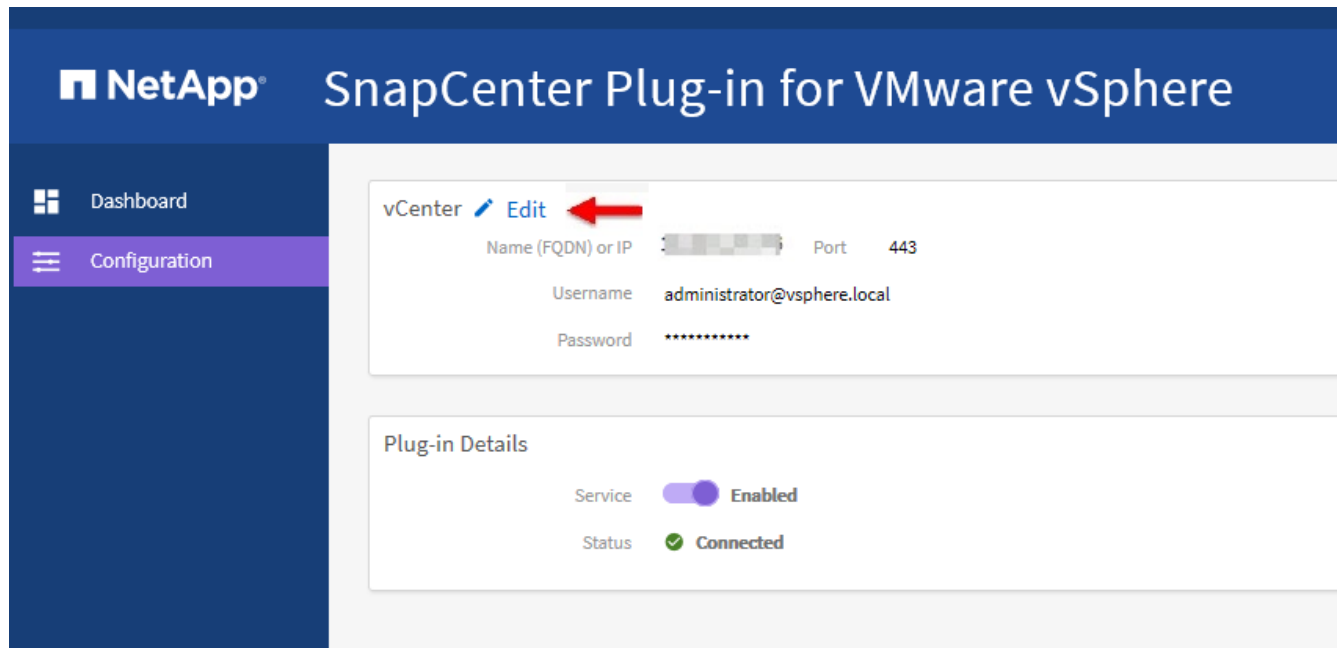 NetApp®
SnapCenter Plug-in for VMware vSphere
Dashboard
Configuration
vCenter Edit
Name (FQDN) or IP Port 443
Username administrator@vsphere.local
Password ***********
Plug-in Details
Service Enabled
Status Connected